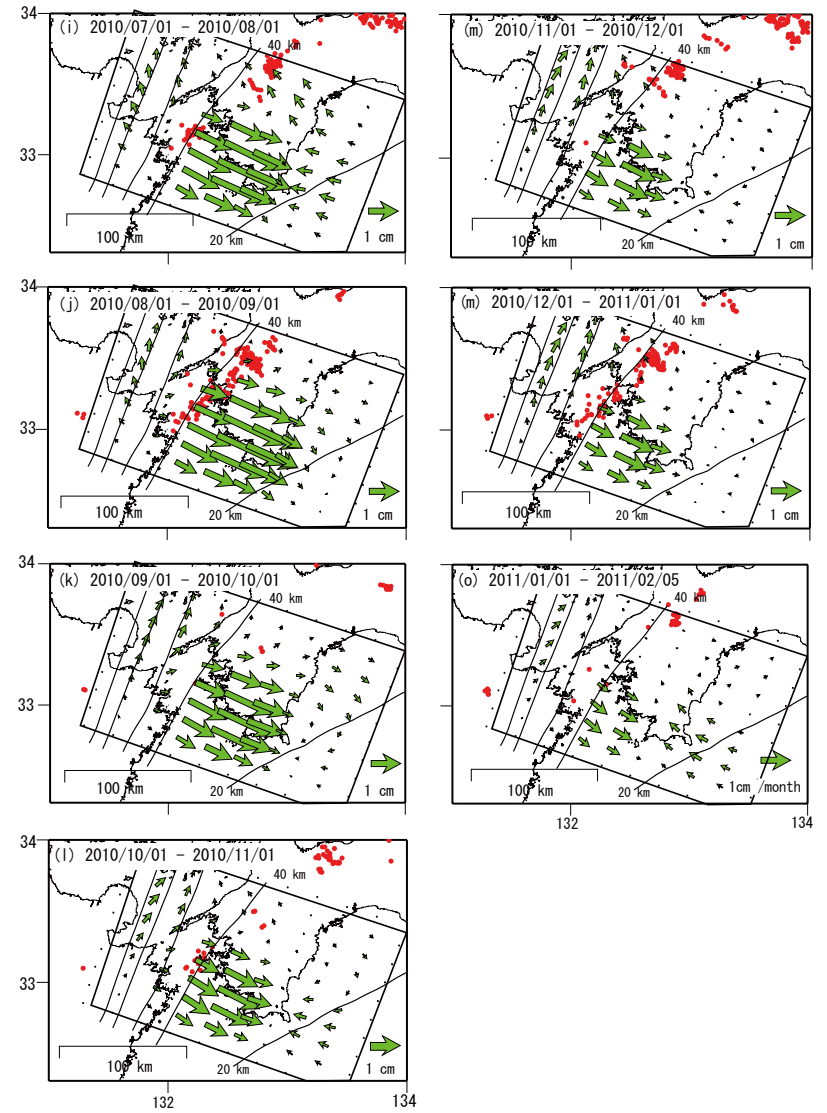 34
(i) 2010/07/01 - 2010/08/01
40 km
33
100 km
20 km
1 cm
(m) 2010/11/01 - 2010/12/01
40 km
100 km
20 km
1 cm
34
(j) 2010/08/01 - 2010/09/01
40 km
33
100 km
20 km
1 cm
(m) 2010/12/01 - 2011/01/01
40 km
100 km
20 km
1 cm
34
(k) 2010/09/01 - 2010/10/01
40 km
33
100 km
20 km
1 cm
(o) 2011/01/01 - 2011/02/05
40 km
100 km
20 km
1cm /month
132
134
34
(l) 2010/10/01 - 2010/11/01
40 km
33
100 km
20 km
1 cm
132
134